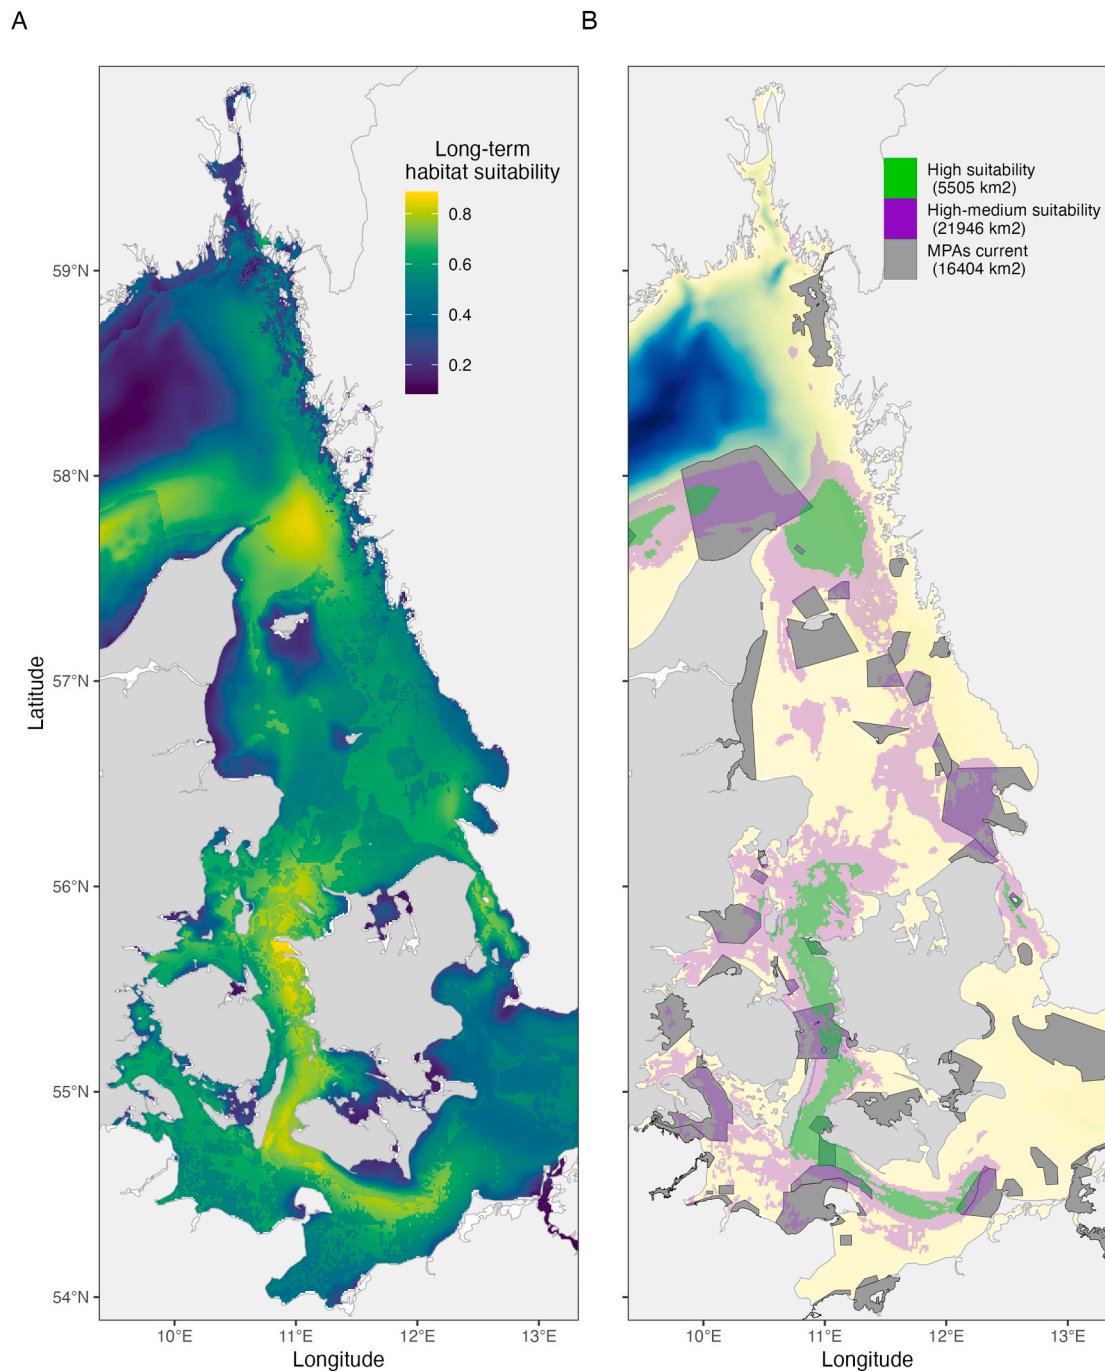 A
B
Long-term
habitat suitability
0.8
0.6
0.4
0.2
High suitability
(5505 km2)
High-medium suitability
(21946 km2)
MPAs current
(16404 km2)
59°N
58°N
57°N
56°N
55°N
54°N
Latitude
10°E
11°E
12°E
13°E
10°E
11°E
12°E
13°E
Longitude
Longitude